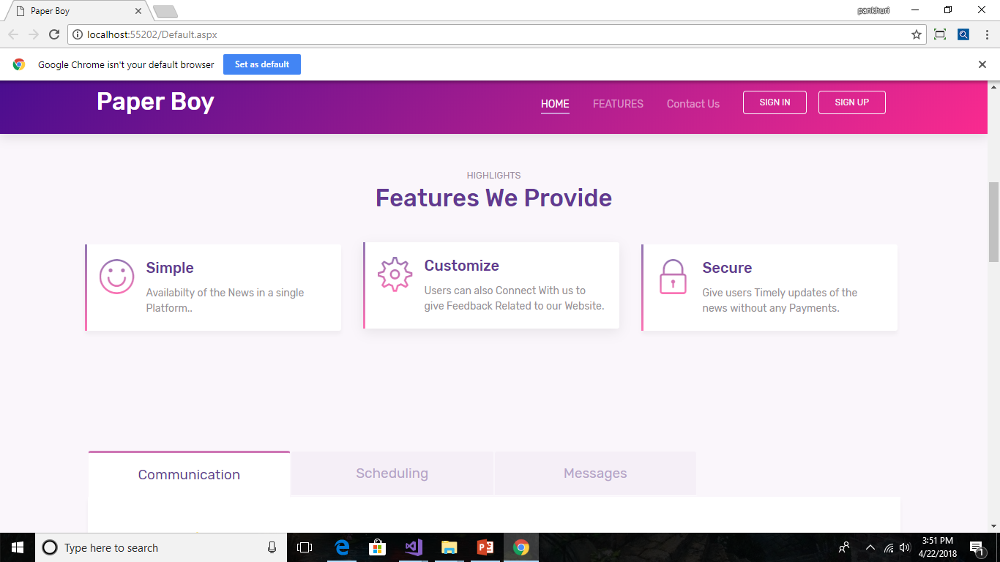 Paper Boy
pankhuri
localhost:55202/Default.aspx
Google Chrome isn't your default browser
Set as default
Paper Boy
HOME
FEATURES
Contact Us
SIGN IN
SIGN UP
HIGHLIGHTS
Features We Provide
Simple
Availabilty of the News in a single
Platform..
Customize
Users can also Connect With us to
give Feedback Related to our Website.
Secure
Give users Timely updates of the
news without any Payments.
Communication
Scheduling
Messages
Type here to search
3:51 PM
4/22/2018
1